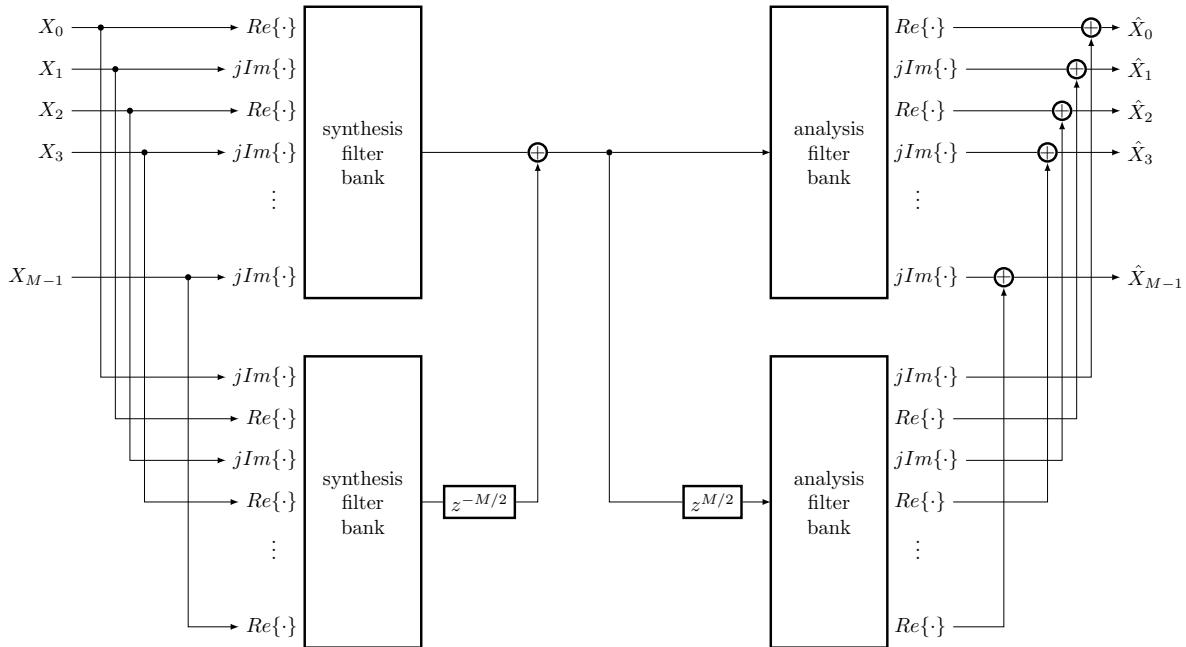 X_0 Re{·} Re{·} X̂_0
X_1 jIm{·} jIm{·} X̂_1
X_2 Re{·} Re{·} X̂_2
X_3 jIm{·} jIm{·} X̂_3
synthesis
filter
bank
analysis
filter
bank
⋮ ⋮
X_{M-1} jIm{·} jIm{·} X̂_{M-1}
jIm{·} jIm{·}
Re{·} Re{·}
jIm{·} jIm{·}
Re{·} Re{·}
synthesis
filter
bank
z^{-M/2} z^{M/2}
analysis
filter
bank
⋮ ⋮
Re{·} Re{·}